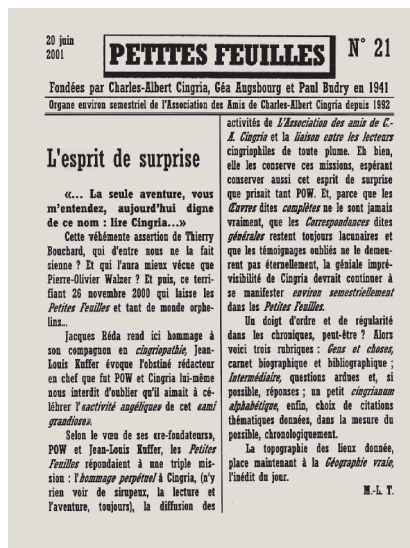 20 juin
2001
PETITES FEUILLES
N° 21
Fondées par Charles-Albert Cingria, Géa Augsbourg et Paul Budry en 1941
Organe environ semestriel de l'Association des Amis de Charles-Albert Cingria depuis 1992
L'esprit de surprise
«... La seule aventure, vous
m'entendez, aujourd'hui digne
de ce nom : lire Cingria...»
Cette véhémente assertion de Thierry
Bouchard, qui d'entre nous ne la fait
sienne ? Et qui l'aura mieux vécue que
Pierre-Olivier Walzer ? Et puis, ce terri-
fiant 26 novembre 2000 qui laisse les
Petites Feuilles et tant de monde orphe-
lins...
Jacques Réda rend ici hommage à
son compagnon en cingriopathie, Jean-
Louis Kuffer évoque l'obstiné rédacteur
en chef que fut POW et Cingria lui-même
nous interdit d'oublier qu'il aimait à cé-
lébrer l'«activité angélique» de cet «ami
grandiose».
Selon le vœu de ses «re-fondateurs»,
POW et Jean-Louis Kuffer, les Petites
Feuilles répondaient à une triple mis-
sion : l'hommage perpétuel à Cingria, (n'y
rien voir de sirupeux, la lecture et
l'aventure, toujours), la diffusion des
activités de L'Association des amis de C.-
A. Cingria et la liaison entre les lecteurs
cingriophiles de toute plume. Eh bien,
elle les conserve ces missions, espérant
conserver aussi cet esprit de surprise
que prisait tant POW. Et, parce que les
Œuvres dites complètes ne le sont jamais
vraiment, que les Correspondances dites
générales restent toujours lacunaires et
que les témoignages oubliés ne le demeu-
rent pas éternellement, la géniale impré-
visibilité de Cingria devrait continuer à
se manifester environ semestriellement
dans les Petites Feuilles.
Un doigt d'ordre et de régularité
dans les chroniques, peut-être ? Alors
voici trois rubriques : Gens et choses,
carnet biographique et bibliographique ;
Intermédiaire, questions ardues et, si
possible, réponses ; un petit cingrianum
alphabétique, enfin, choix de citations
thématiques données, dans la mesure du
possible, chronologiquement.
La topographie des lieux donnée,
place maintenant à la Géographie vraie,
l'inédit du jour.
M.-L. T.